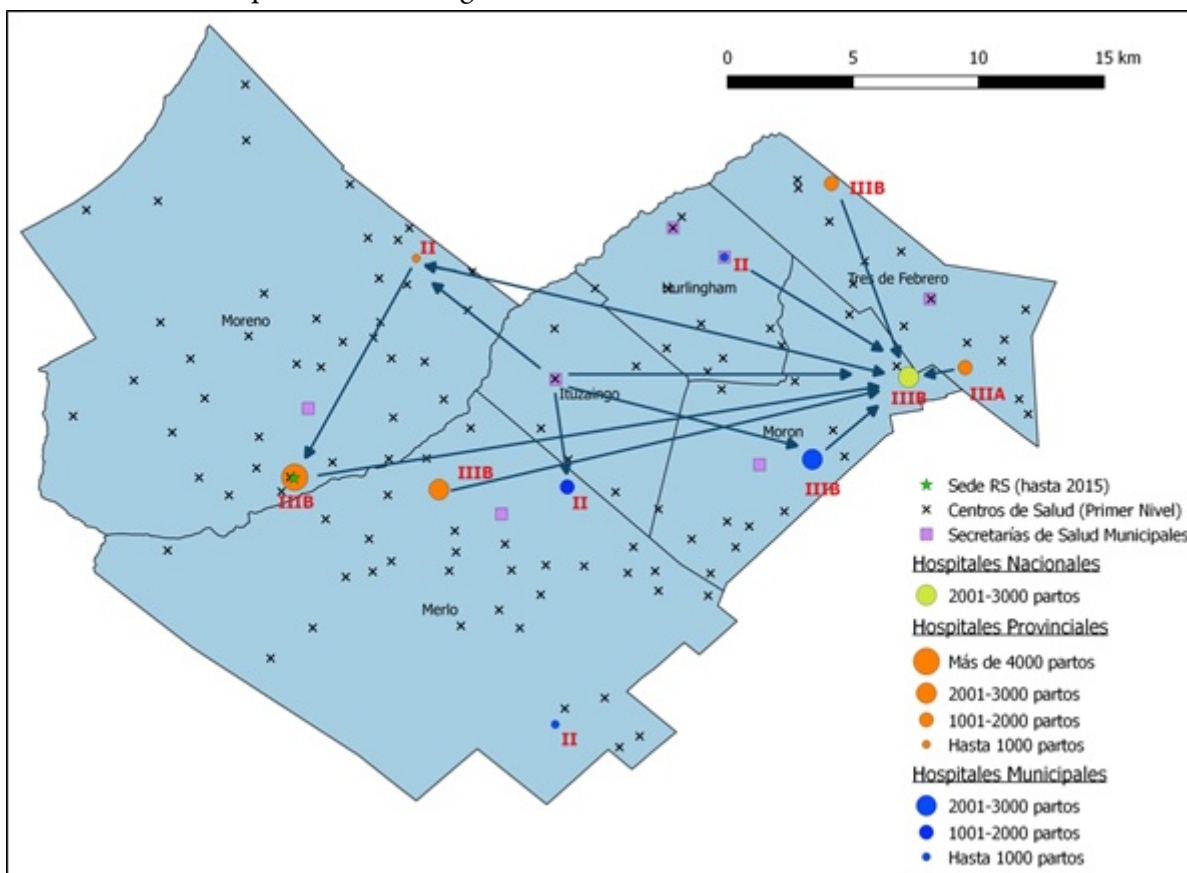 0 5 10 15 km
IIIB
II
II
Tres de Febrero
Hurlingham
Moreno
IIIB
IIIA
Ituzaingo
Moron
IIIB
IIIB
II
IIIB
Merlo
II
Sede RS (hasta 2015)
Centros de Salud (Primer Nivel)
Secretarías de Salud Municipales
Hospitales Nacionales
2001-3000 partos
Hospitales Provinciales
Más de 4000 partos
2001-3000 partos
1001-2000 partos
Hasta 1000 partos
Hospitales Municipales
2001-3000 partos
1001-2000 partos
Hasta 1000 partos